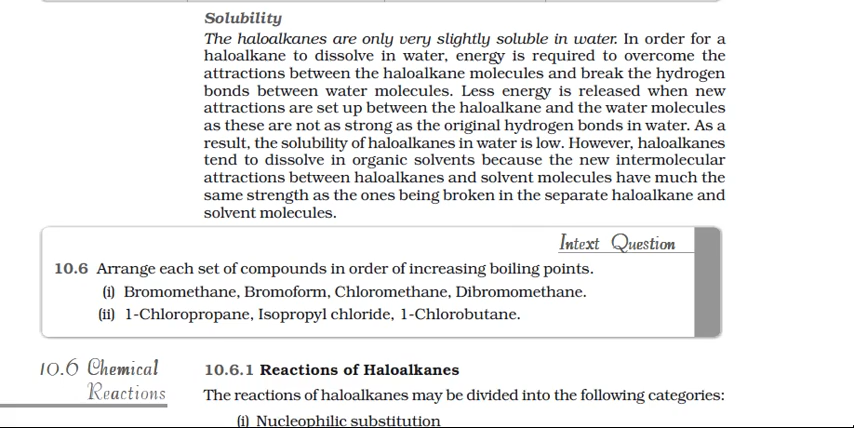 Solubility
The haloalkanes are only very slightly soluble in water. In order for a
haloalkane to dissolve in water, energy is required to overcome the
attractions between the haloalkane molecules and break the hydrogen
bonds between water molecules. Less energy is released when new
attractions are set up between the haloalkane and the water molecules
as these are not as strong as the original hydrogen bonds in water. As a
result, the solubility of haloalkanes in water is low. However, haloalkanes
tend to dissolve in organic solvents because the new intermolecular
attractions between haloalkanes and solvent molecules have much the
same strength as the ones being broken in the separate haloalkane and
solvent molecules.
Intext Question
10.6 Arrange each set of compounds in order of increasing boiling points.
(i) Bromomethane, Bromoform, Chloromethane, Dibromomethane.
(ii) 1-Chloropropane, Isopropyl chloride, 1-Chlorobutane.
10.6 Chemical
Reactions
10.6.1 Reactions of Haloalkanes
The reactions of haloalkanes may be divided into the following categories:
(i) Nucleophilic substitution